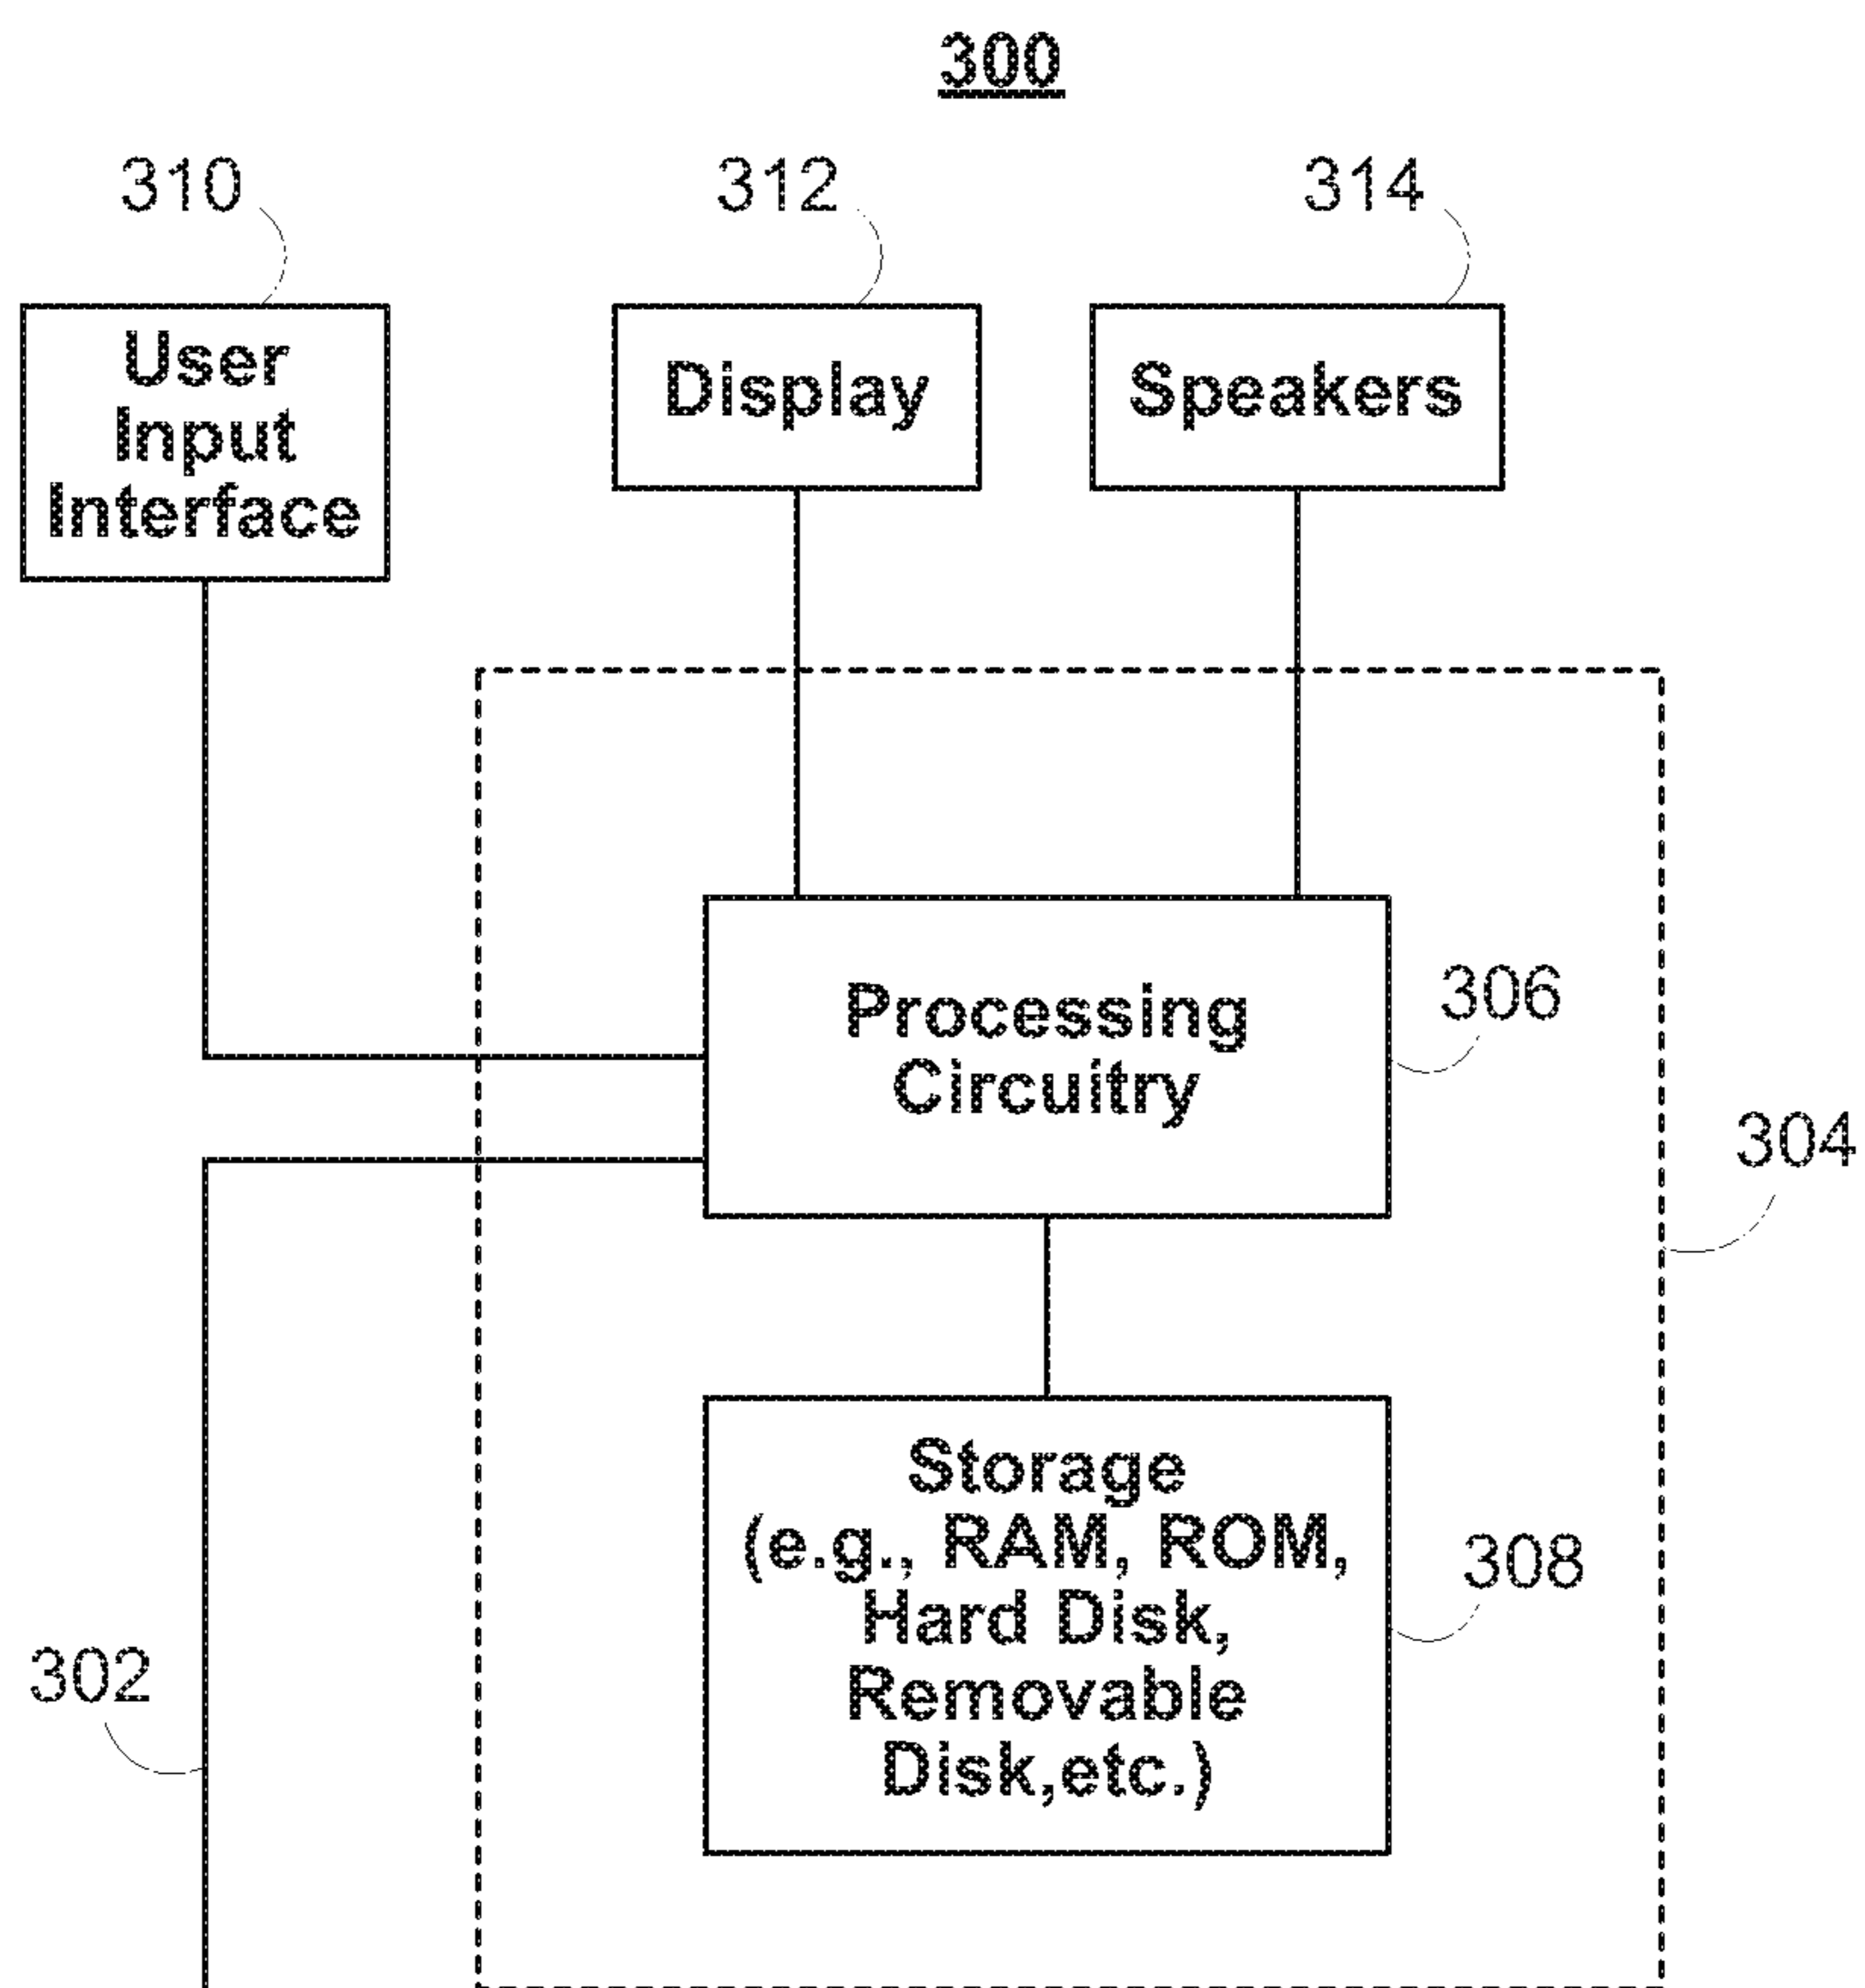 300
310
312
314
User
Input
Interface
Display
Speakers
Processing
Circuitry
306
304
Storage
(e.g., RAM, ROM,
Hard Disk,
Removable
Disk,etc.)
308
302